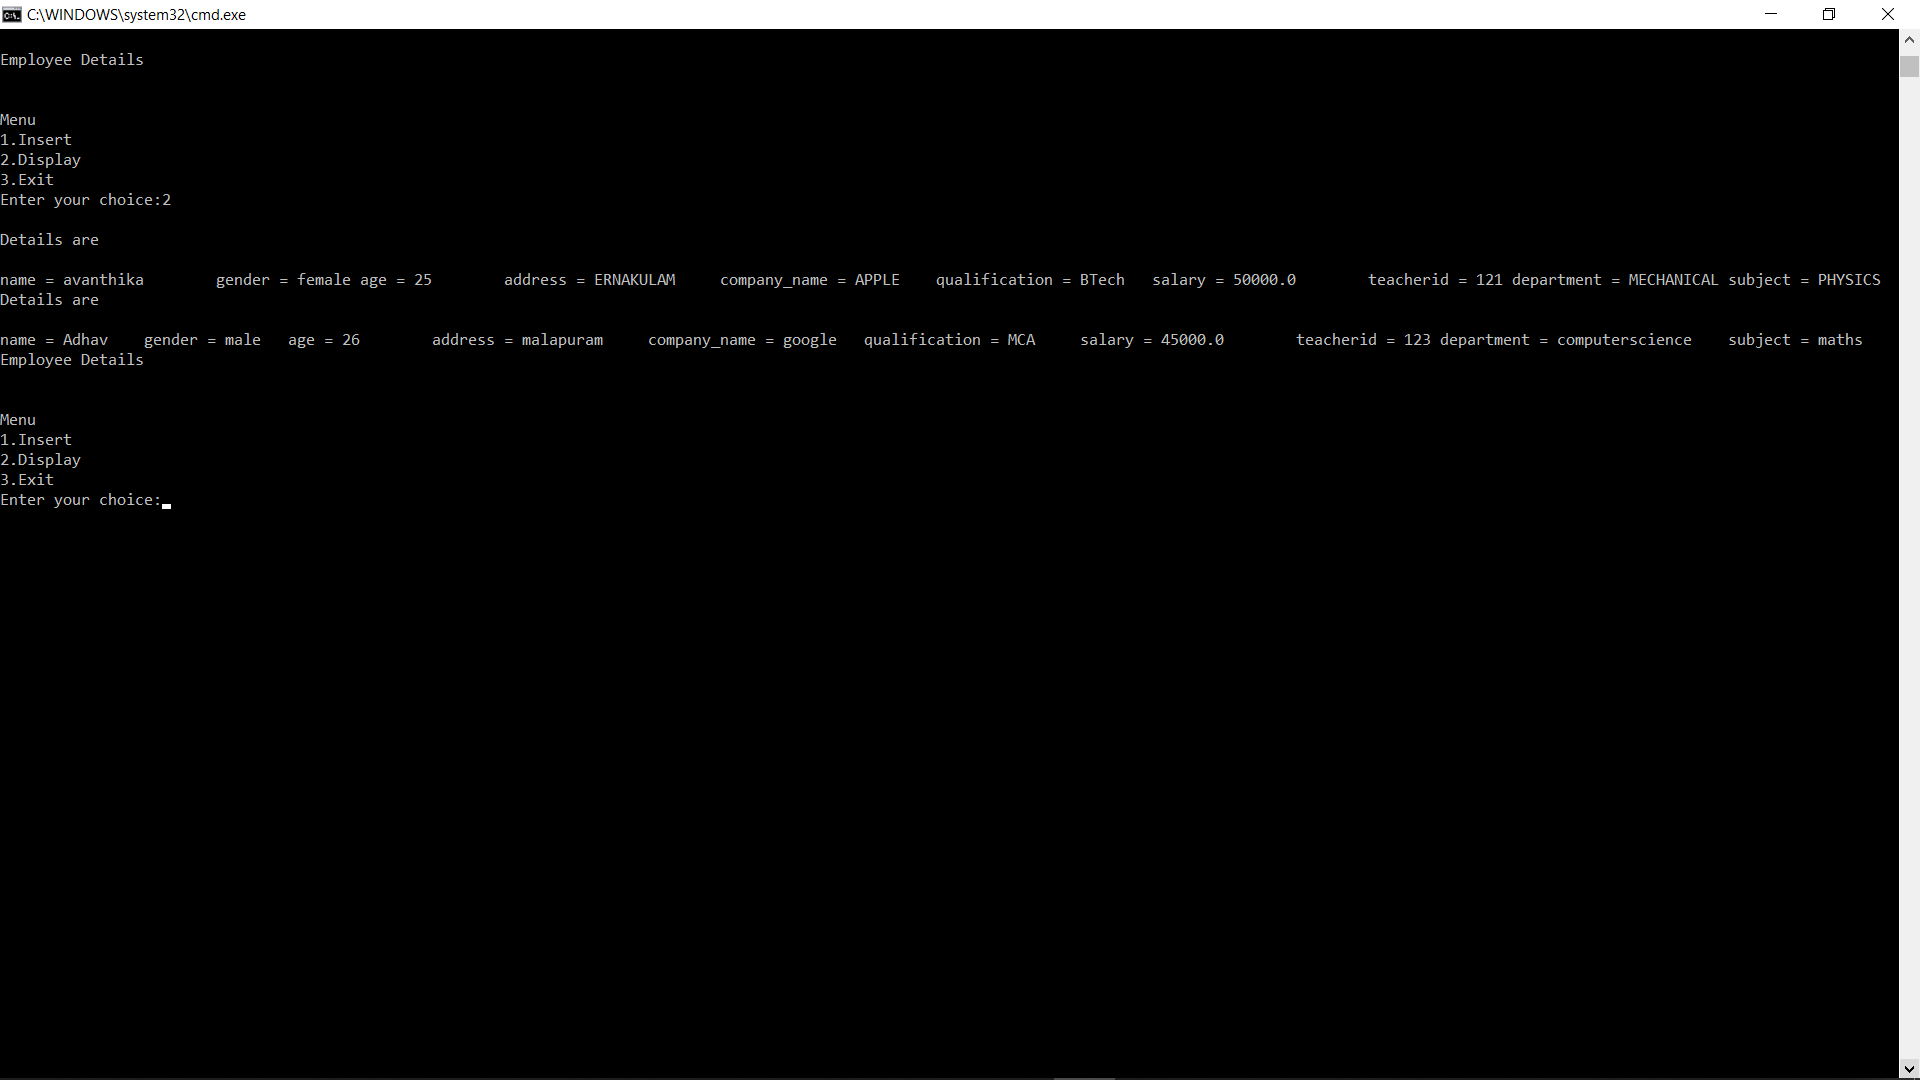 C:\WINDOWS\system32\cmd.exe
Employee Details
Menu
1.Insert
2.Display
3.Exit
Enter your choice:2
Details are
name = avanthika gender = female age = 25 address = ERNAKULAM company_name = APPLE qualification = BTech salary = 50000.0 teacherid = 121 department = MECHANICAL subject = PHYSICS
Details are
name = Adhav gender = male age = 26 address = malapuram company_name = google qualification = MCA salary = 45000.0 teacherid = 123 department = computerscience subject = maths
Employee Details
Menu
1.Insert
2.Display
3.Exit
Enter your choice: